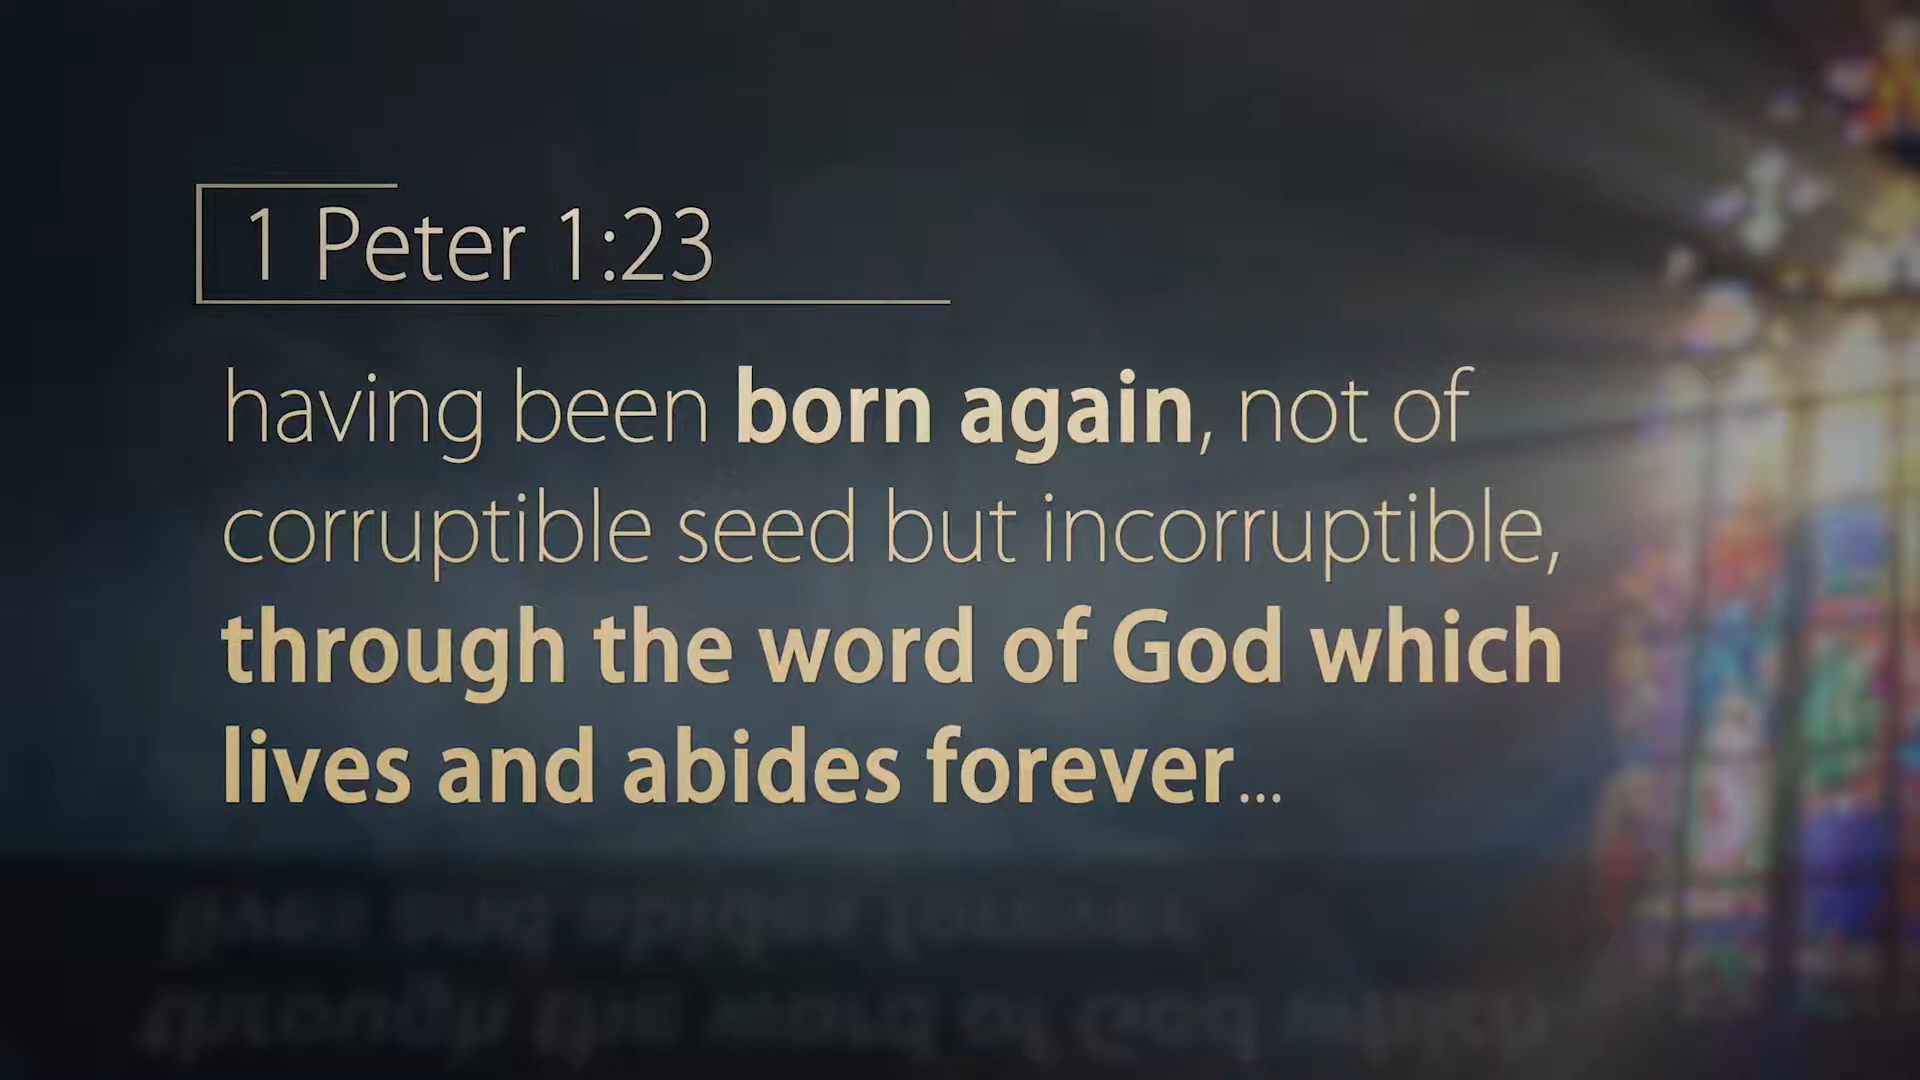 1 Peter 1:23
having been born again, not of
corruptible seed but incorruptible,
through the word of God which
lives and abides forever...